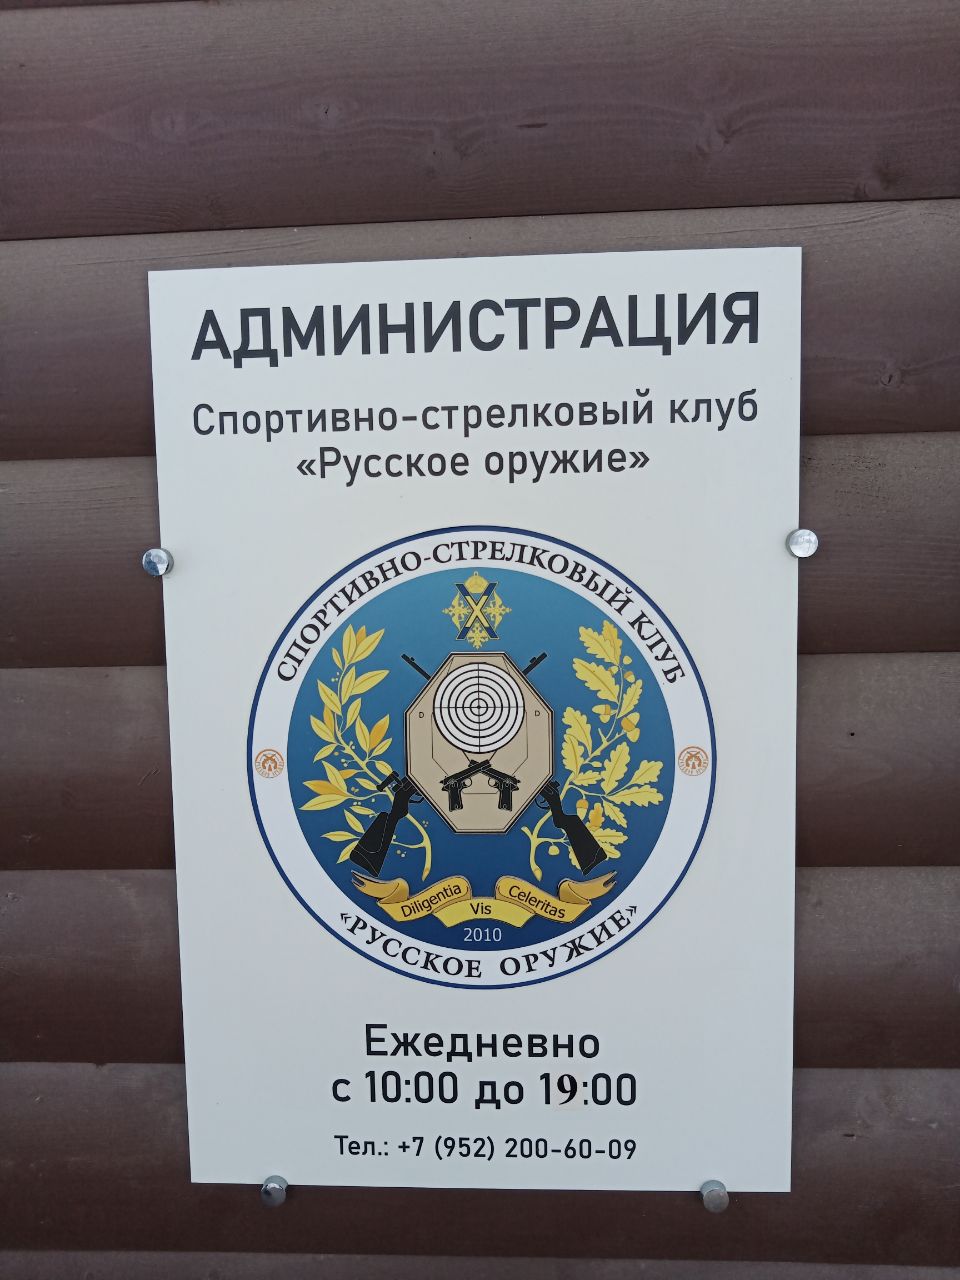 АДМИНИСТРАЦИЯ
Спортивно-стрелковый клуб
«Русское оружие»
СПОРТИВНО-СТРЕЛКОВЫЙ КЛУБ
X
D D
Diligentia Vis Celeritas
2010
«РУССКОЕ ОРУЖИЕ»
Ежедневно
с 10:00 до 19:00
Тел.: +7 (952) 200-60-09